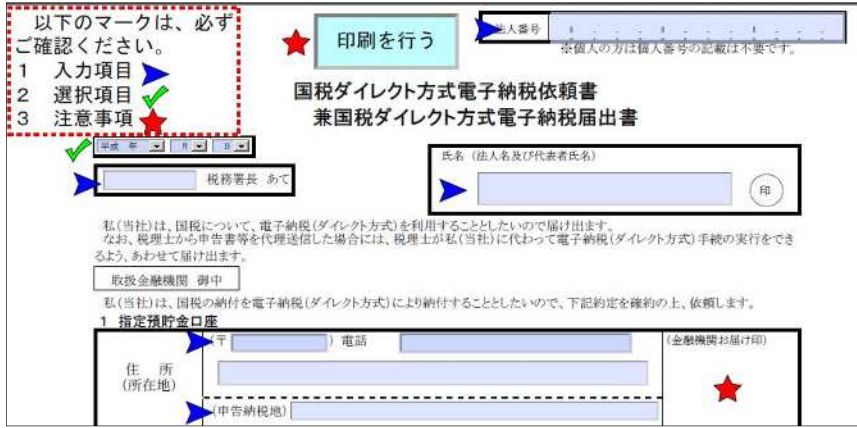 以下のマークは、必ず
ご確認ください。
1 入力項目
2 選択項目
3 注意事項
印刷を行う
法人番号
※個人の方は個人番号の記載は不要です。
国税ダイレクト方式電子納税依頼書
兼国税ダイレクト方式電子納税届出書
平成 年 月 日
税務署長 あて
氏名 (法人名及び代表者氏名)
印
私(当社)は、国税について、電子納税(ダイレクト方式)を利用することとしたいので届け出ます。
なお、税理士から申告書等を代理送信した場合には、税理士が私(当社)に代わって電子納税(ダイレクト方式)手続の実行をでき
るよう、あわせて届け出ます。
取扱金融機関 御中
私(当社)は、国税の納付を電子納税(ダイレクト方式)により納付することとしたいので、下記約定を確約の上、依頼します。
1 指定預貯金口座
(〒 ) 電話
(金融機関お届け印)
住 所
(所在地)
(申告納税地)